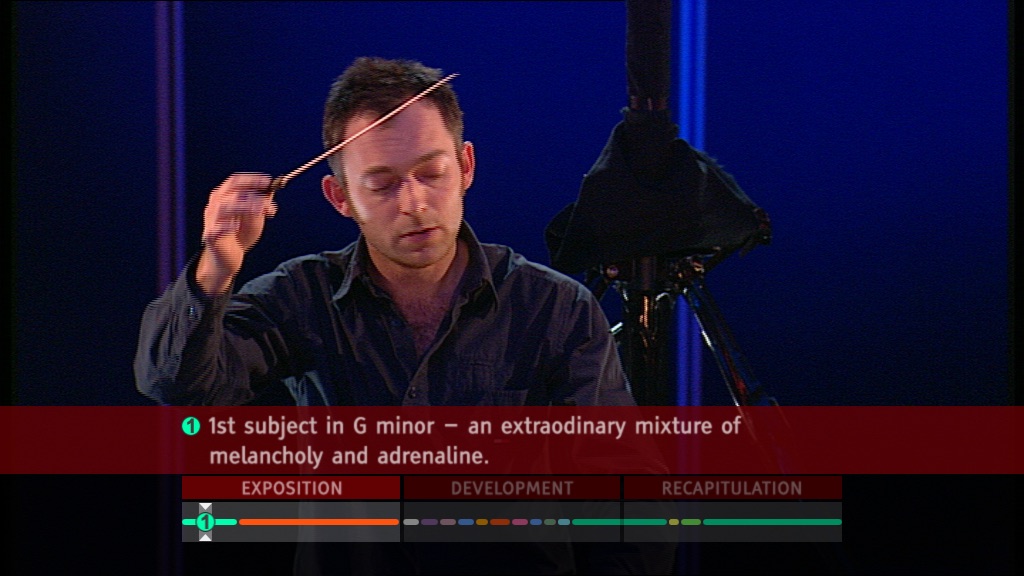 1 1st subject in G minor – an extraodinary mixture of
melancholy and adrenaline.
EXPOSITION DEVELOPMENT RECAPITULATION
1